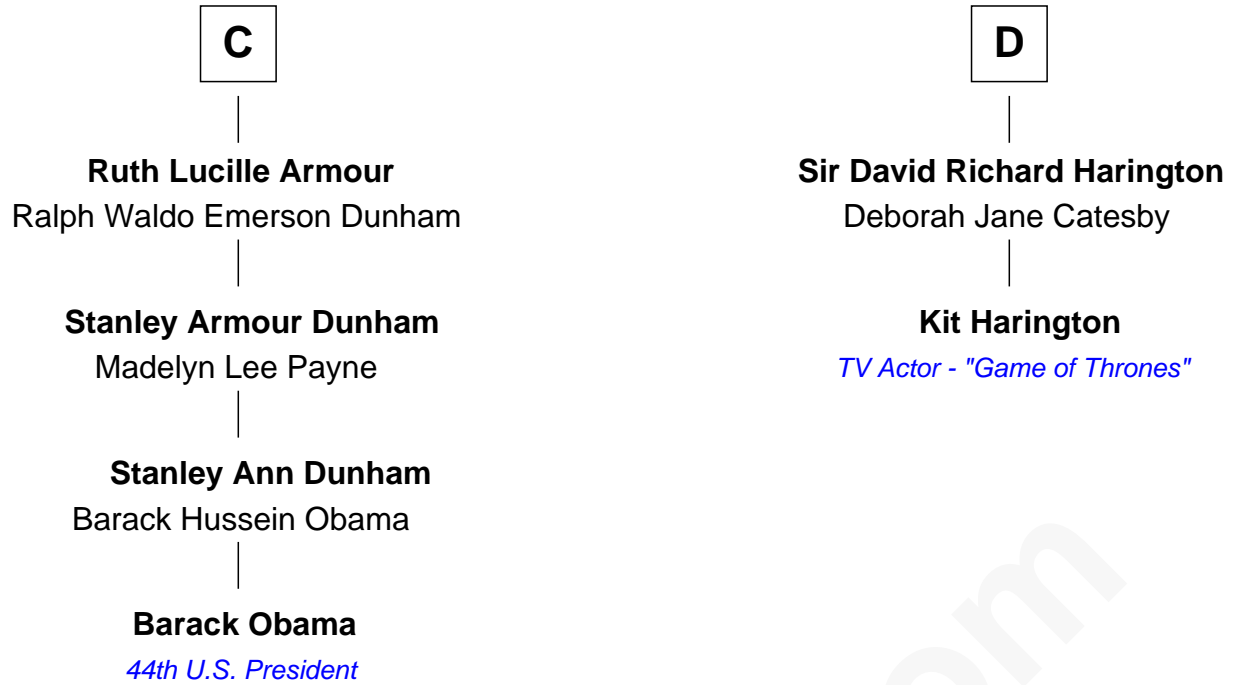 C
Ruth Lucille Armour
Ralph Waldo Emerson Dunham
Stanley Armour Dunham
Madelyn Lee Payne
Stanley Ann Dunham
Barack Hussein Obama
Barack Obama
44th U.S. President
D
Sir David Richard Harington
Deborah Jane Catesby
Kit Harington
TV Actor - "Game of Thrones"
om